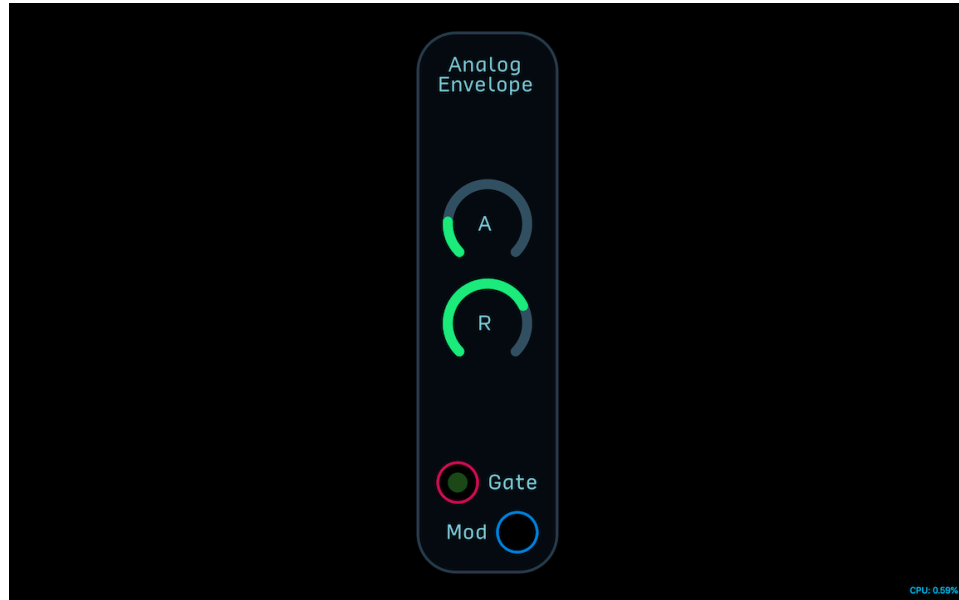 Analog
Envelope
A
R
Gate
Mod
CPU: 0.59%